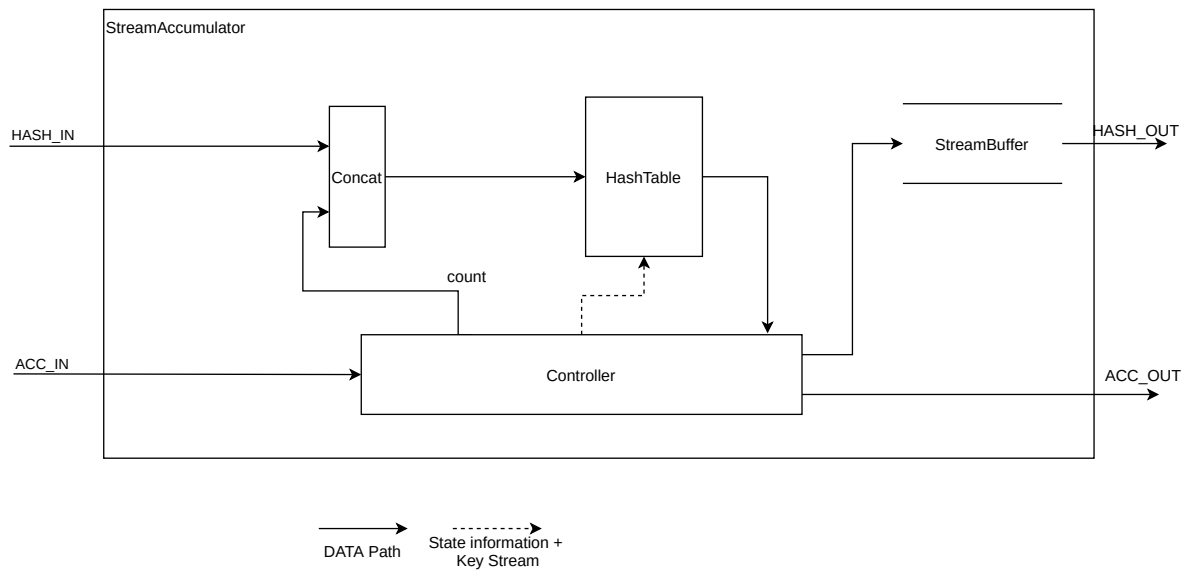 StreamAccumulator
HASH_IN
HASH_OUT
StreamBuffer
Concat
HashTable
count
ACC_IN
Controller
ACC_OUT
DATA Path
State information +
Key Stream